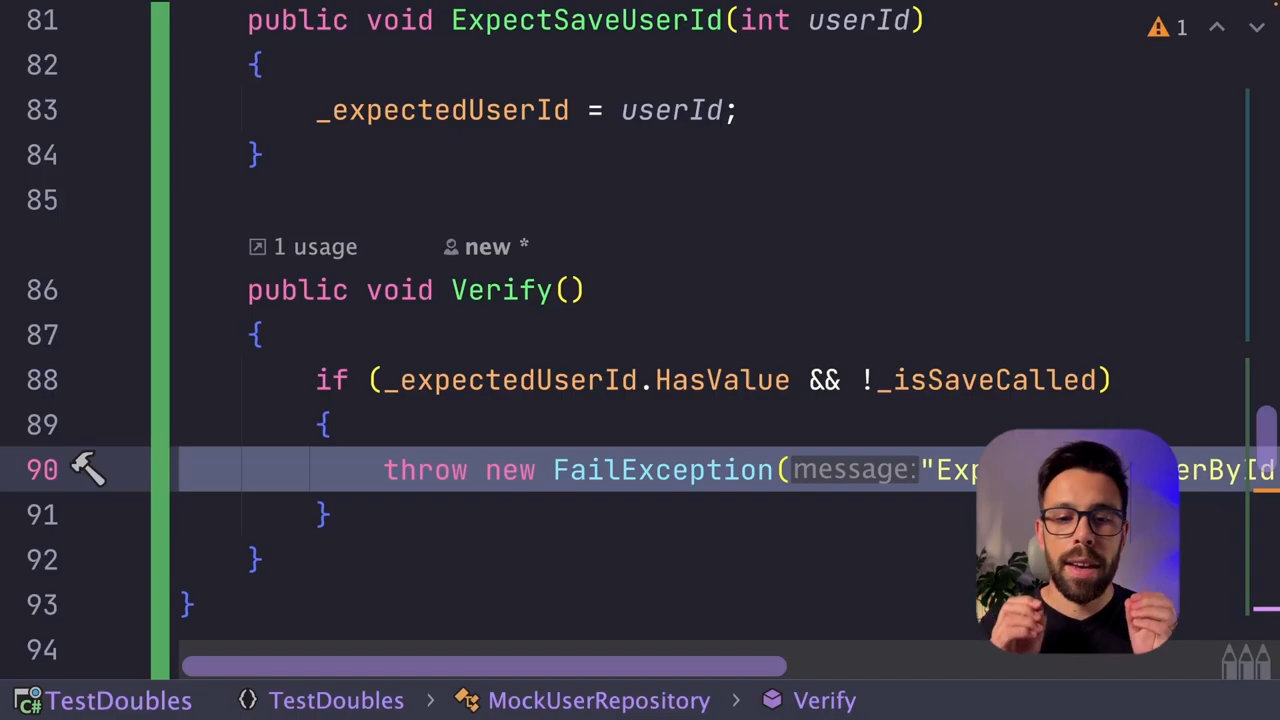 81 public void ExpectSaveUserId(int userId)
1
82 {
83 _expectedUserId = userId;
84 }
85
1 usage new *
86 public void Verify()
87 {
88 if (_expectedUserId.HasValue && !_isSaveCalled)
89 {
90 throw new FailException(message:"Exp erById
91 }
92 }
93 }
94
C# TestDoubles {} TestDoubles > MockUserRepository > Verify